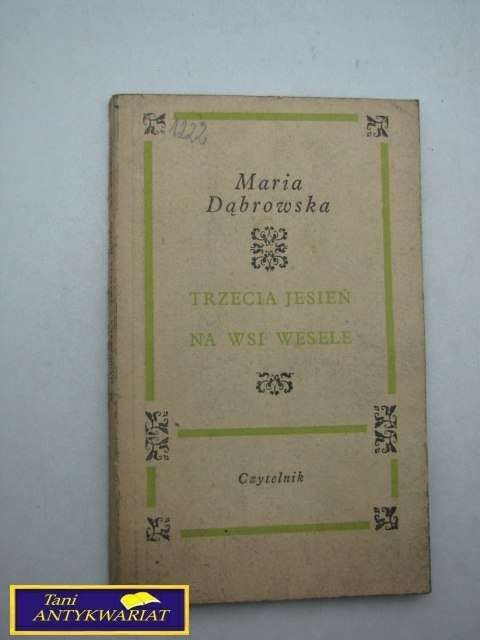 1222
Maria
Dąbrowska
TRZECIA JESIEŃ
NA WSI WESELE
Czytelnik
Tani
ANTYKWARIAT